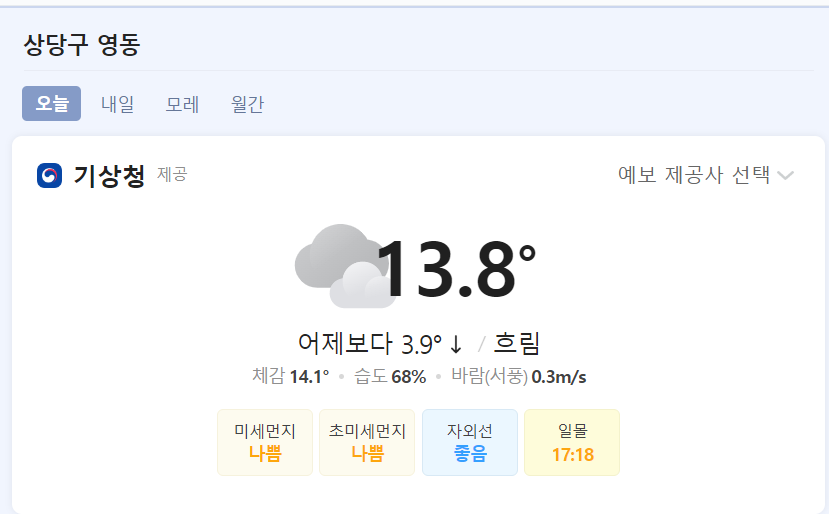 상당구 영동
오늘 내일 모레 월간
기상청 제공 예보 제공사 선택
13.8°
어제보다 3.9° ↓ / 흐림
체감 14.1° • 습도 68% • 바람(서풍) 0.3m/s
미세먼지 초미세먼지 자외선 일몰
나쁨 나쁨 좋음 17:18